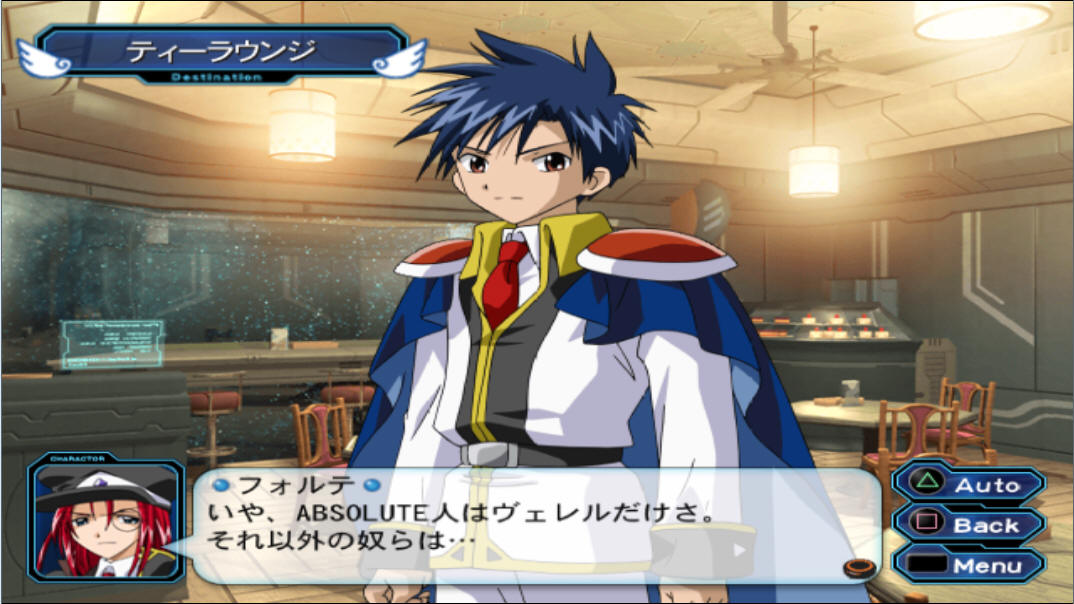 ティーラウンジ
Destination
CHARACTOR
フォルテ
いや、ABSOLUTE人はヴェレルだけさ。
それ以外の奴らは…
Auto
Back
Menu